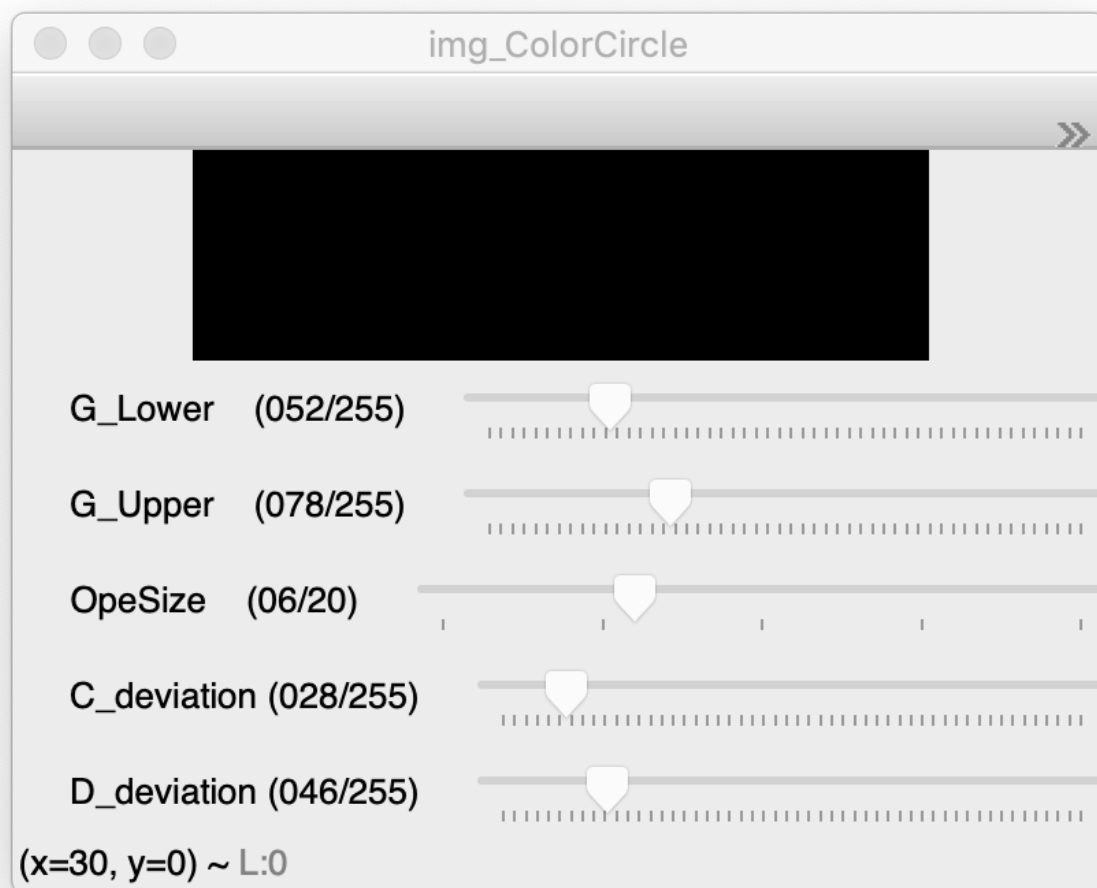 img_ColorCircle
G_Lower (052/255)
G_Upper (078/255)
OpeSize (06/20)
C_deviation (028/255)
D_deviation (046/255)
(x=30, y=0) ~ L:0